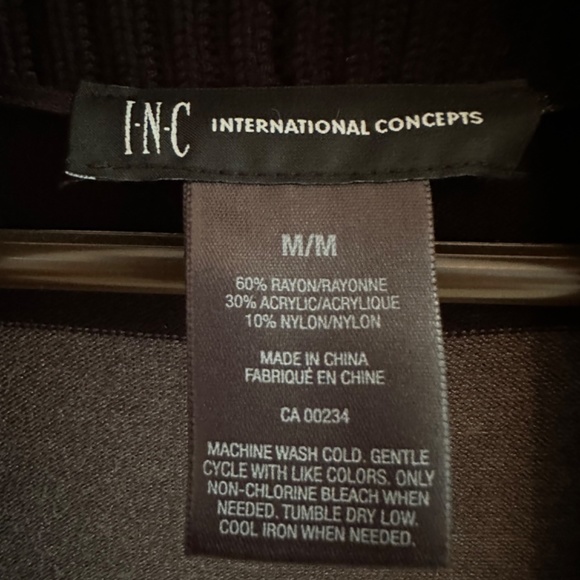 I·N·C INTERNATIONAL CONCEPTS
M/M
60% RAYON/RAYONNE
30% ACRYLIC/ACRYLIQUE
10% NYLON/NYLON
MADE IN CHINA
FABRIQUÉ EN CHINE
CA 00234
MACHINE WASH COLD. GENTLE
CYCLE WITH LIKE COLORS. ONLY
NON-CHLORINE BLEACH WHEN
NEEDED. TUMBLE DRY LOW.
COOL IRON WHEN NEEDED.